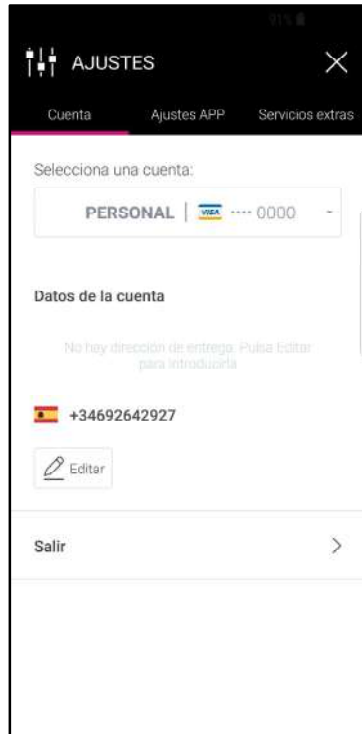 91%
AJUSTES
Cuenta Ajustes APP Servicios extras
Selecciona una cuenta:
PERSONAL | VISA ···· 0000 -
Datos de la cuenta
No hay dirección de entrega. Pulsa Editar
para introducirla
+34692642927
Editar
Salir